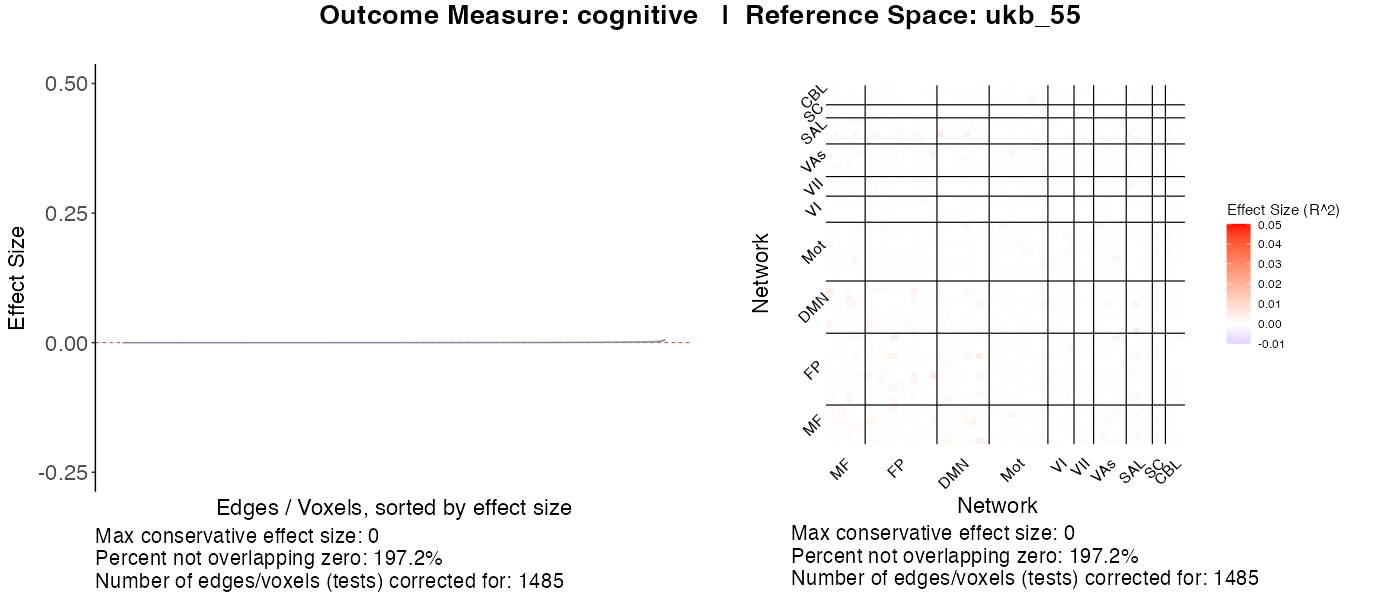 Outcome Measure: cognitive | Reference Space: ukb_55
0.50
0.25
0.00
-0.25
Effect Size
Edges / Voxels, sorted by effect size
Max conservative effect size: 0
Percent not overlapping zero: 197.2%
Number of edges/voxels (tests) corrected for: 1485
CBL
SC
SAL
VAs
VII
VI
Mot
DMN
FP
MF
Network
MF
FP
DMN
Mot
VI
VII
VAs
SAL
SC
CBL
Network
Max conservative effect size: 0
Percent not overlapping zero: 197.2%
Number of edges/voxels (tests) corrected for: 1485
Effect Size (R^2)
0.05
0.04
0.03
0.02
0.01
0.00
-0.01